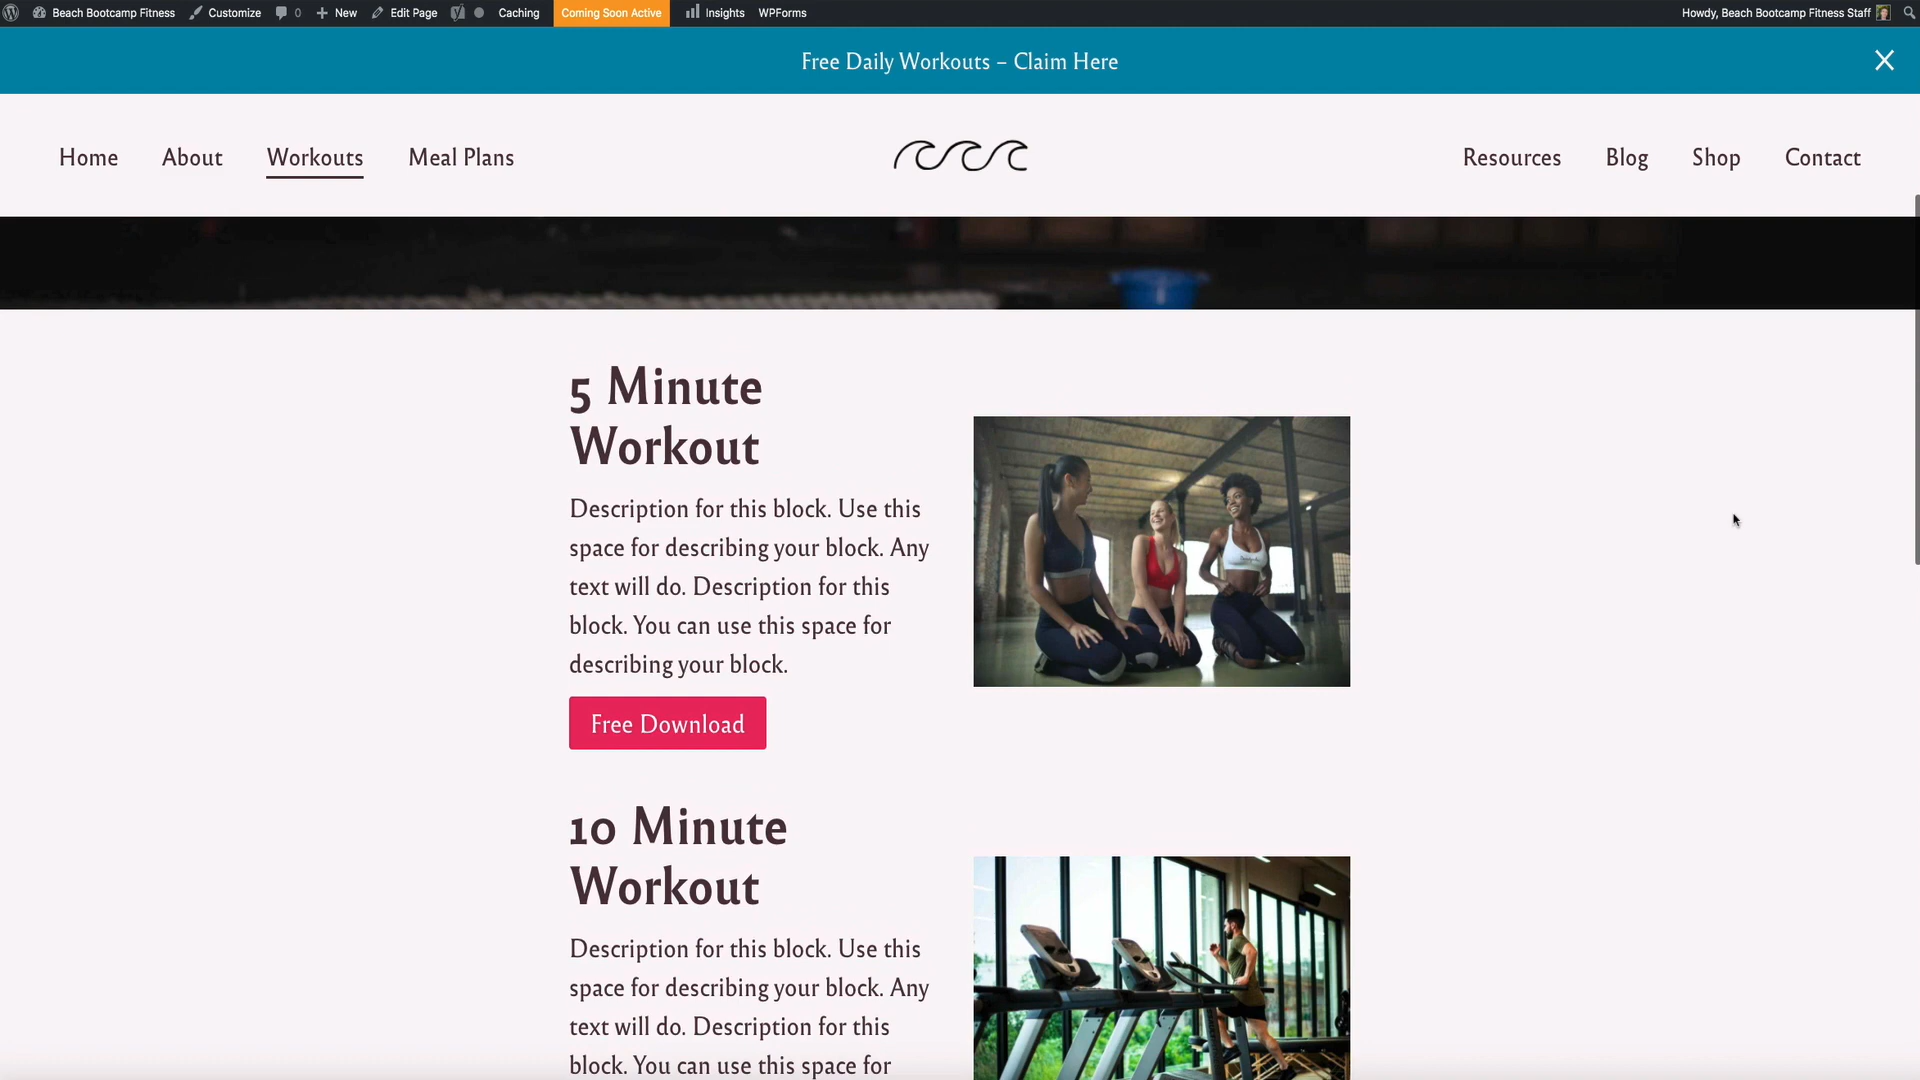 Beach Bootcamp Fitness Customize 0 New Edit Page Caching Coming Soon Active Insights WPForms Howdy, Beach Bootcamp Fitness Staff
Free Daily Workouts – Claim Here
Home About Workouts Meal Plans Resources Blog Shop Contact
5 Minute
Workout
Description for this block. Use this
space for describing your block. Any
text will do. Description for this
block. You can use this space for
describing your block.
Free Download
10 Minute
Workout
Description for this block. Use this
space for describing your block. Any
text will do. Description for this
block. You can use this space for